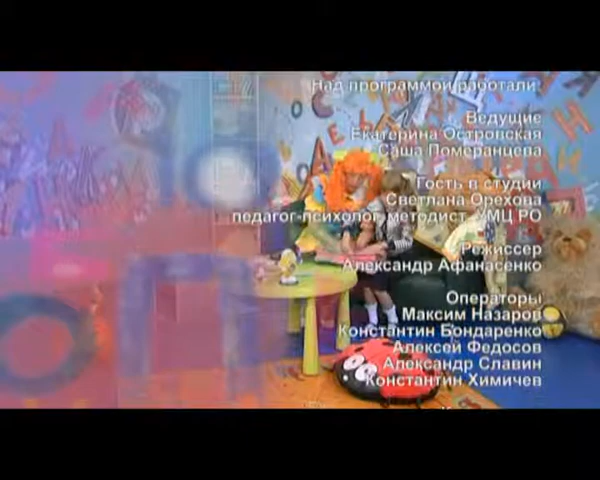 Над программой работали:
Ведущие
Екатерина Островская
Саша Померанцева
Гость в студии
Светлана Орехова
педагог-психолог, методист УМЦ РО
Режиссер
Александр Афанасенко
Операторы
Максим Назаров
Константин Бондаренко
Алексей Федосов
Александр Славин
Константин Химичев